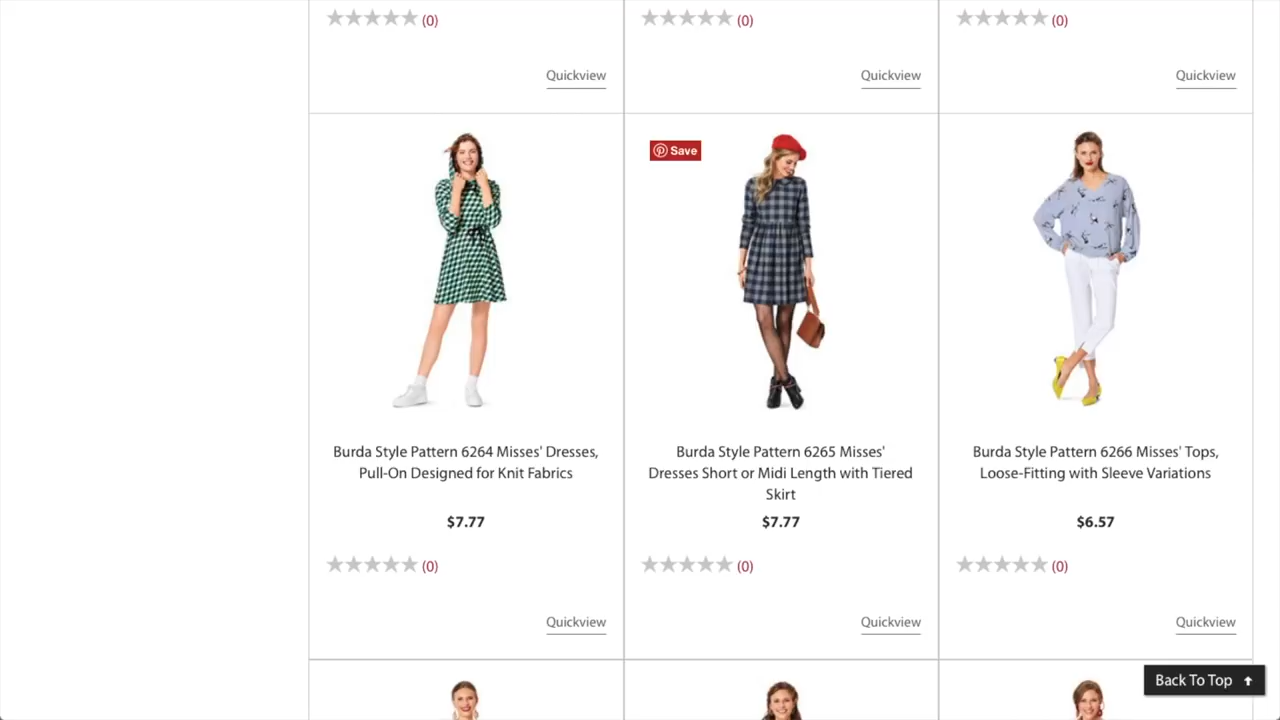 (0)
(0)
(0)
Quickview
Quickview
Quickview
Save
Burda Style Pattern 6264 Misses' Dresses,
Pull-On Designed for Knit Fabrics
$7.77
(0)
Quickview
Burda Style Pattern 6265 Misses'
Dresses Short or Midi Length with Tiered
Skirt
$7.77
(0)
Quickview
Burda Style Pattern 6266 Misses' Tops,
Loose-Fitting with Sleeve Variations
$6.57
(0)
Quickview
Back To Top